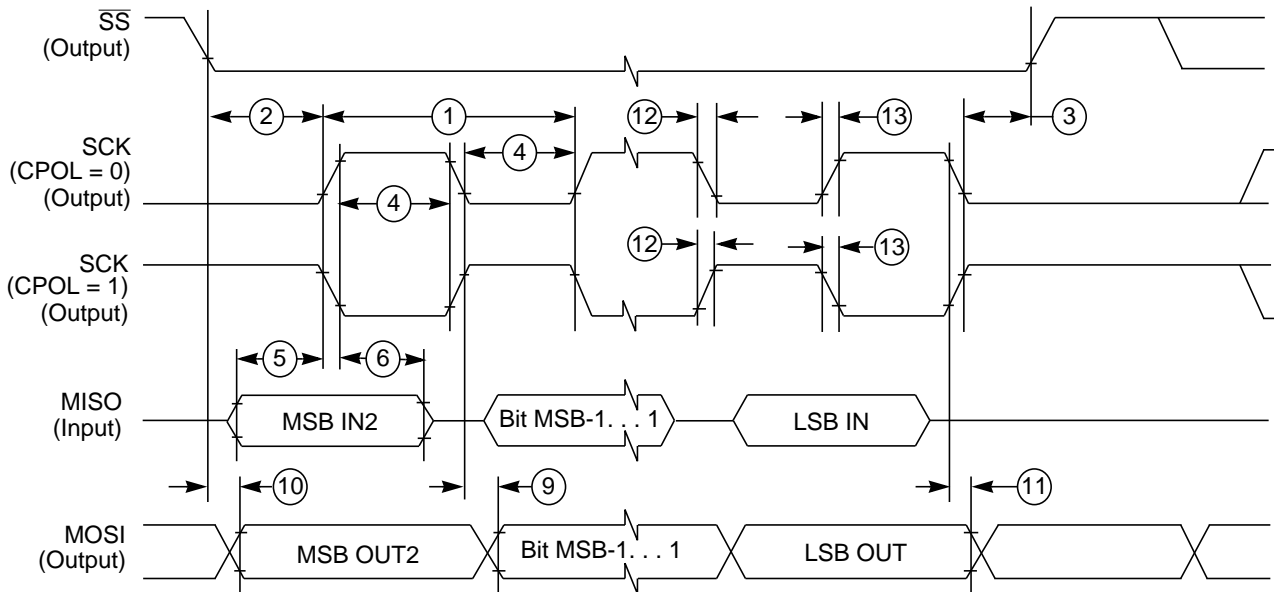 SS
(Output)
2
1
12
13
3
SCK
(CPOL = 0)
(Output)
4
4
12
13
SCK
(CPOL = 1)
(Output)
5
6
MISO
(Input)
MSB IN2
Bit MSB-1. . . 1
LSB IN
10
9
11
MOSI
(Output)
MSB OUT2
Bit MSB-1. . . 1
LSB OUT